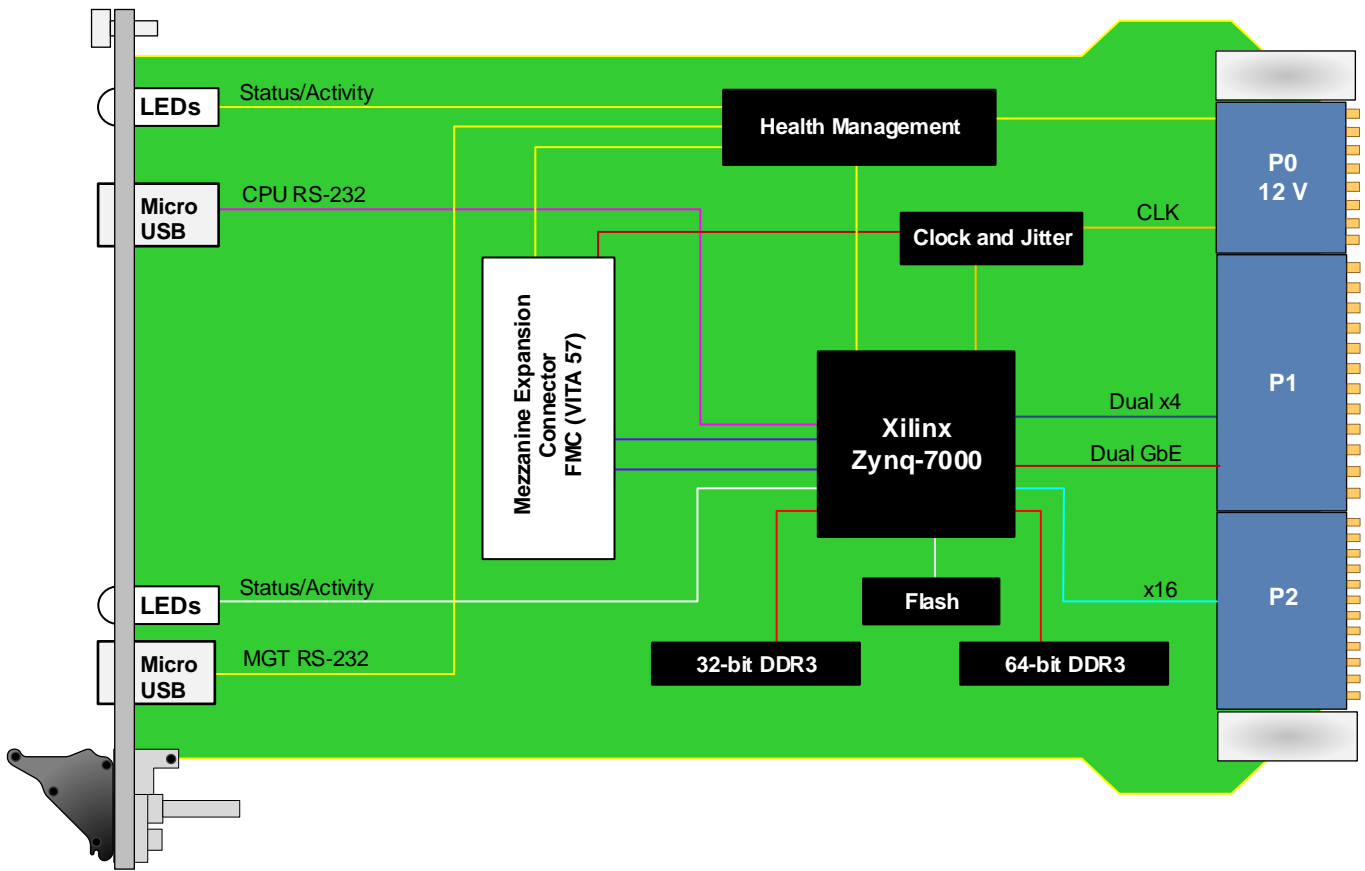 Status/Activity
LEDs
Health Management
P0
12 V
CPU RS-232
Micro
USB
CLK
Clock and Jitter
Mezzanine Expansion
Connector
FMC (VITA 57)
P1
Dual x4
Xilinx
Zynq-7000
Dual GbE
Status/Activity
LEDs
Flash
x16
P2
MGT RS-232
Micro
USB
32-bit DDR3
64-bit DDR3